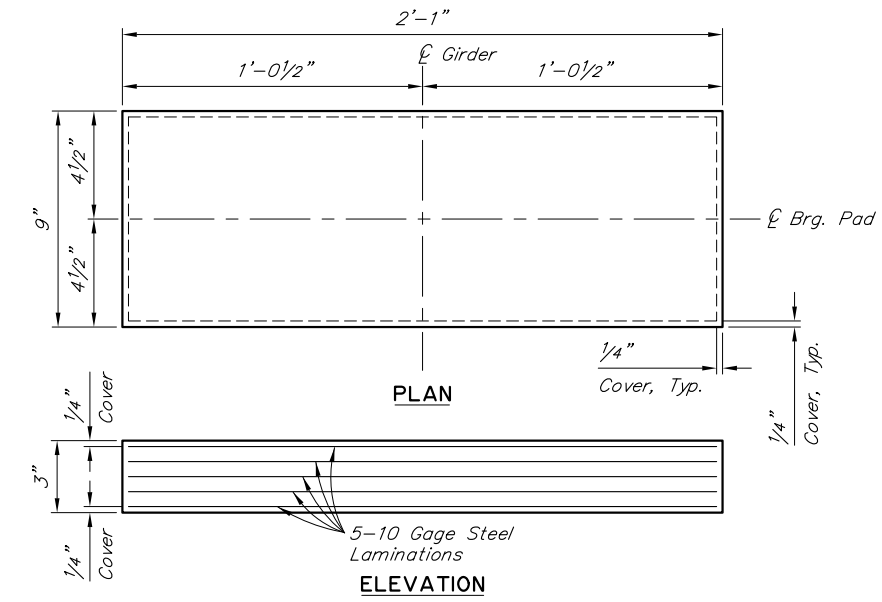 2'-1"
℄ Girder
1'-0½" 1'-0½"
4½"
9"
4½"
℄ Brg. Pad
¼"
Cover, Typ.
¼"
Cover, Typ.
PLAN
¼"
Cover
3"
¼"
Cover
5-10 Gage Steel
Laminations
ELEVATION